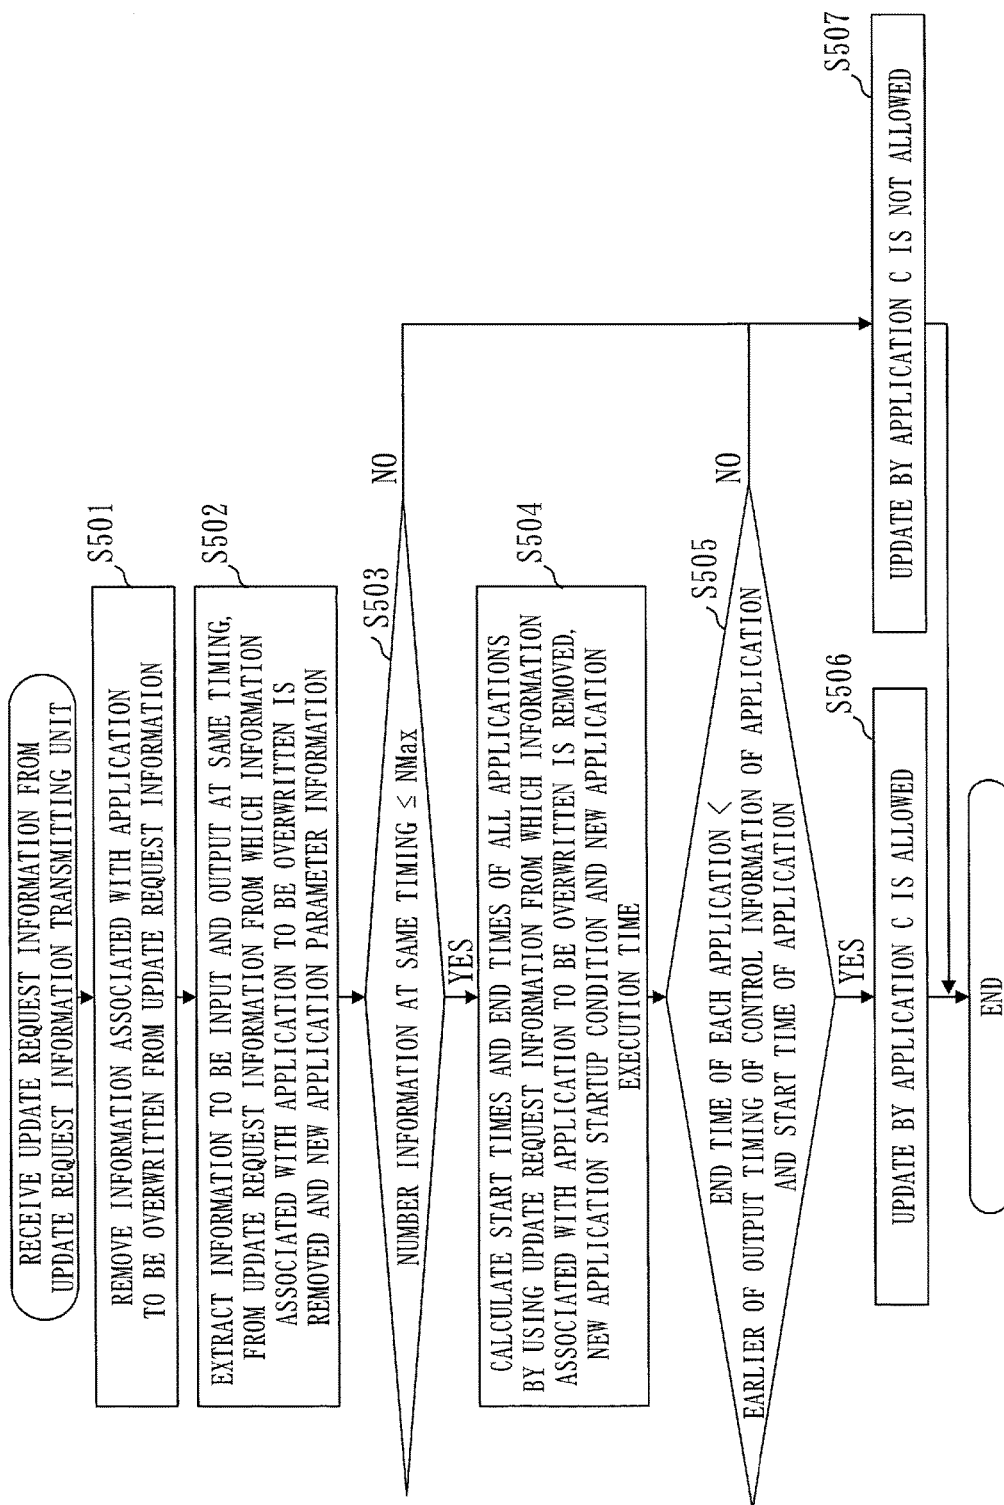 RECEIVE UPDATE REQUEST INFORMATION FROM
UPDATE REQUEST INFORMATION TRANSMITTING UNIT
S501
REMOVE INFORMATION ASSOCIATED WITH APPLICATION
TO BE OVERWRITTEN FROM UPDATE REQUEST INFORMATION
S502
EXTRACT INFORMATION TO BE INPUT AND OUTPUT AT SAME TIMING,
FROM UPDATE REQUEST INFORMATION FROM WHICH INFORMATION
ASSOCIATED WITH APPLICATION TO BE OVERWRITTEN IS
REMOVED AND NEW APPLICATION PARAMETER INFORMATION
S503
NUMBER INFORMATION AT SAME TIMING ≤ NMax
NO
YES
S504
CALCULATE START TIMES AND END TIMES OF ALL APPLICATIONS
BY USING UPDATE REQUEST INFORMATION FROM WHICH INFORMATION
ASSOCIATED WITH APPLICATION TO BE OVERWRITTEN IS REMOVED,
NEW APPLICATION STARTUP CONDITION AND NEW APPLICATION
EXECUTION TIME
S505
END TIME OF EACH APPLICATION <
EARLIER OF OUTPUT TIMING OF CONTROL INFORMATION OF APPLICATION
AND START TIME OF APPLICATION
NO
YES
S506
UPDATE BY APPLICATION C IS ALLOWED
S507
UPDATE BY APPLICATION C IS NOT ALLOWED
END